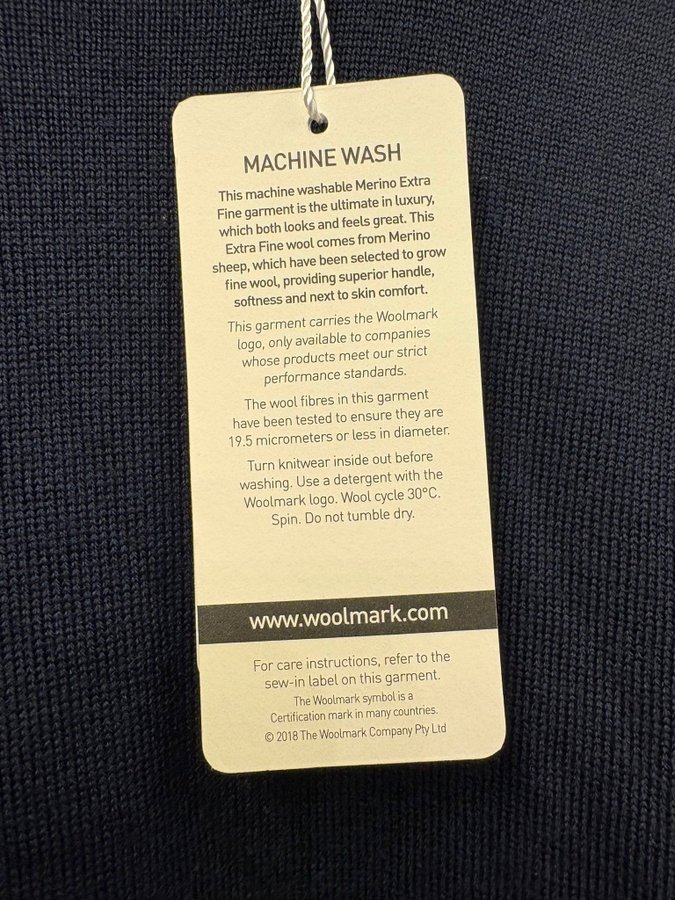 MACHINE WASH
This machine washable Merino Extra
Fine garment is the ultimate in luxury,
which both looks and feels great. This
Extra Fine wool comes from Merino
sheep, which have been selected to grow
fine wool, providing superior handle,
softness and next to skin comfort.
This garment carries the Woolmark
logo, only available to companies
whose products meet our strict
performance standards.
The wool fibres in this garment
have been tested to ensure they are
19.5 micrometers or less in diameter.
Turn knitwear inside out before
washing. Use a detergent with the
Woolmark logo. Wool cycle 30°C.
Spin. Do not tumble dry.
www.woolmark.com
For care instructions, refer to the
sew-in label on this garment.
The Woolmark symbol is a
Certification mark in many countries.
© 2018 The Woolmark Company Pty Ltd